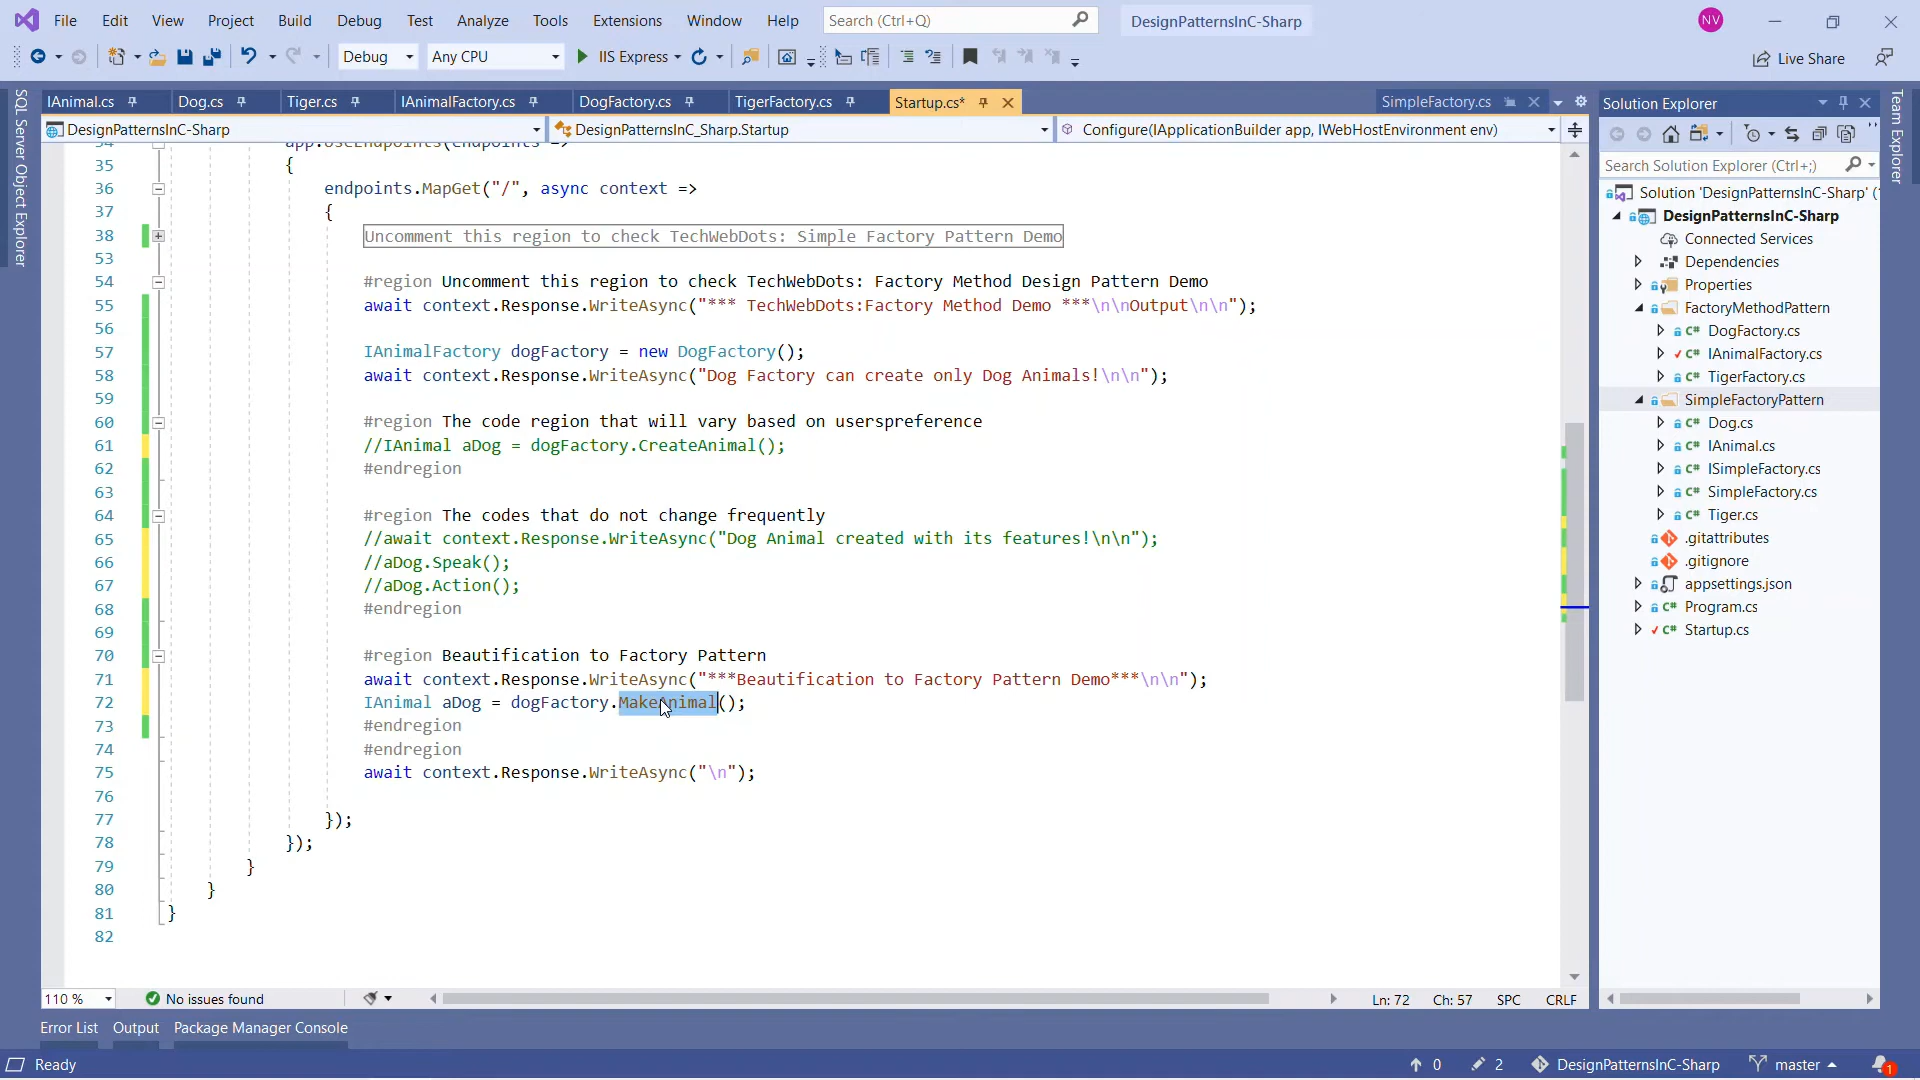 File Edit View Project Build Debug Test Analyze Tools Extensions Window Help Search (Ctrl+Q) DesignPatternsInC-Sharp NV
Debug Any CPU IIS Express Live Share
SQL Server Object Explorer
IAnimal.cs Dog.cs Tiger.cs IAnimalFactory.cs DogFactory.cs TigerFactory.cs Startup.cs* SimpleFactory.cs
DesignPatternsInC-Sharp DesignPatternsInC_Sharp.Startup Configure(IApplicationBuilder app, IWebHostEnvironment env)
34 app.UseEndpoints(endpoints =>
35 {
36 endpoints.MapGet("/", async context =>
37 {
38 Uncomment this region to check TechWebDots: Simple Factory Pattern Demo
53
54 #region Uncomment this region to check TechWebDots: Factory Method Design Pattern Demo
55 await context.Response.WriteAsync("*** TechWebDots:Factory Method Demo ***\n\nOutput\n\n");
56
57 IAnimalFactory dogFactory = new DogFactory();
58 await context.Response.WriteAsync("Dog Factory can create only Dog Animals!\n\n");
59
60 #region The code region that will vary based on userspreference
61 //IAnimal aDog = dogFactory.CreateAnimal();
62 #endregion
63
64 #region The codes that do not change frequently
65 //await context.Response.WriteAsync("Dog Animal created with its features!\n\n");
66 //aDog.Speak();
67 //aDog.Action();
68 #endregion
69
70 #region Beautification to Factory Pattern
71 await context.Response.WriteAsync("***Beautification to Factory Pattern Demo***\n\n");
72 IAnimal aDog = dogFactory.MakeAnimal();
73 #endregion
74 #endregion
75 await context.Response.WriteAsync("\n");
76
77 });
78 });
79 }
80 }
81 }
82
110 % No issues found Ln: 72 Ch: 57 SPC CRLF
Solution Explorer
Search Solution Explorer (Ctrl+;)
Solution 'DesignPatternsInC-Sharp' (
DesignPatternsInC-Sharp
Connected Services
Dependencies
Properties
FactoryMethodPattern
C# DogFactory.cs
C# IAnimalFactory.cs
C# TigerFactory.cs
SimpleFactoryPattern
C# Dog.cs
C# IAnimal.cs
C# ISimpleFactory.cs
C# SimpleFactory.cs
C# Tiger.cs
.gitattributes
.gitignore
appsettings.json
C# Program.cs
C# Startup.cs
Team Explorer
Error List Output Package Manager Console
Ready 0 2 DesignPatternsInC-Sharp master 1